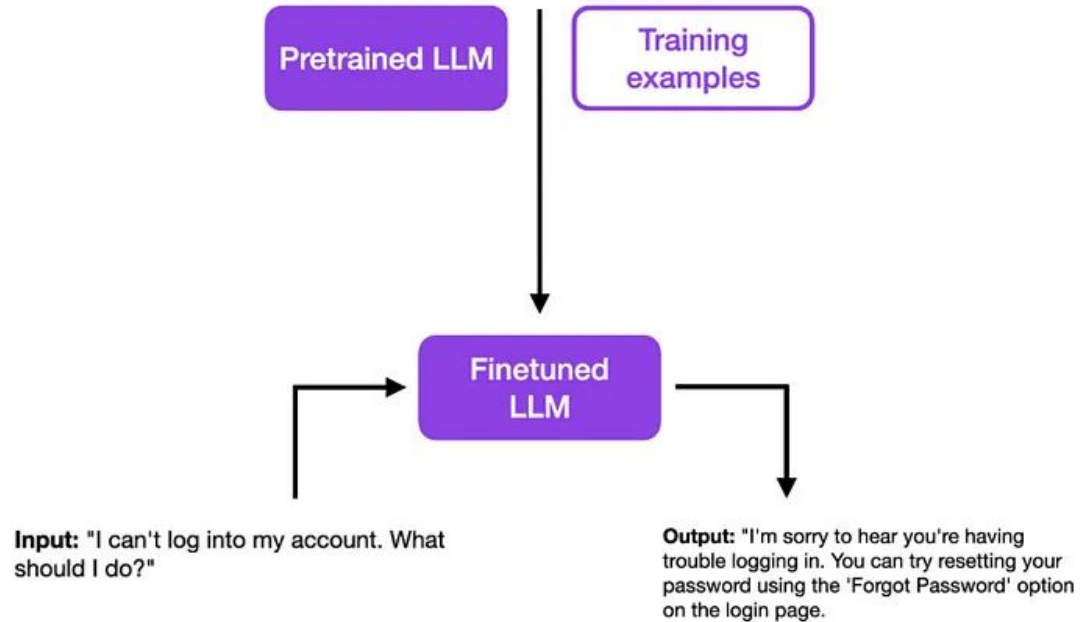 Pretrained LLM
Training
examples
Finetuned
LLM
Input: "I can't log into my account. What
should I do?"
Output: "I'm sorry to hear you're having
trouble logging in. You can try resetting your
password using the 'Forgot Password' option
on the login page.